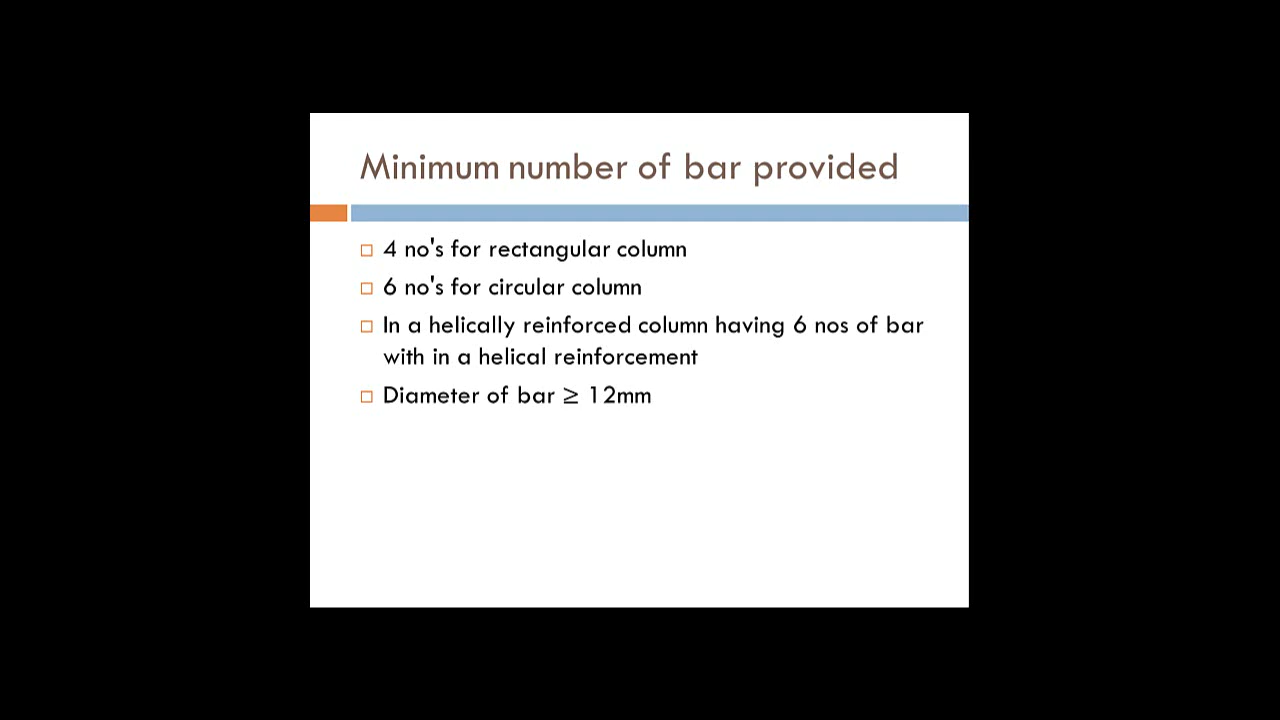 Minimum number of bar provided
4 no's for rectangular column
6 no's for circular column
In a helically reinforced column having 6 nos of bar
with in a helical reinforcement
Diameter of bar ≥ 12mm